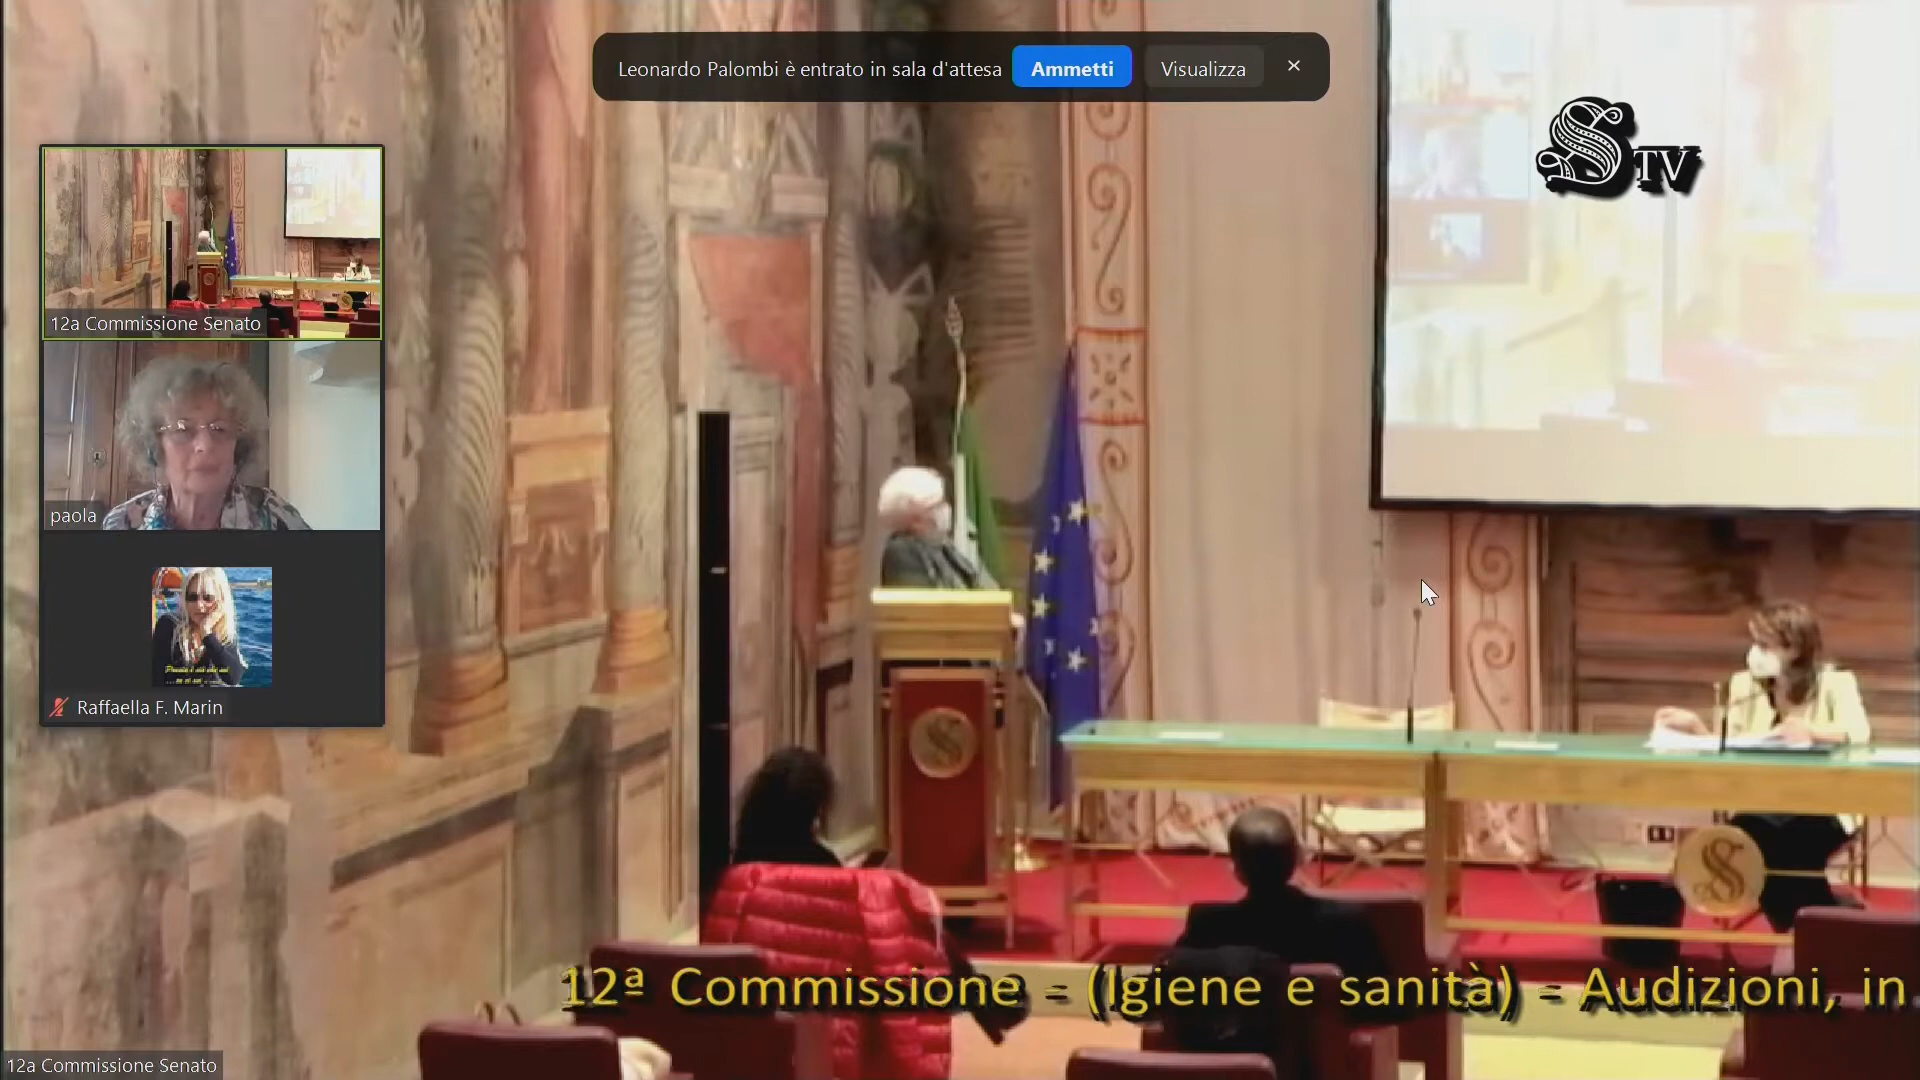 Leonardo Palombi è entrato in sala d'attesa Ammetti Visualizza
STV
12a Commissione Senato
paola
Raffaella F. Marin
12ª Commissione - (Igiene e sanità) - Audizioni, in
12a Commissione Senato